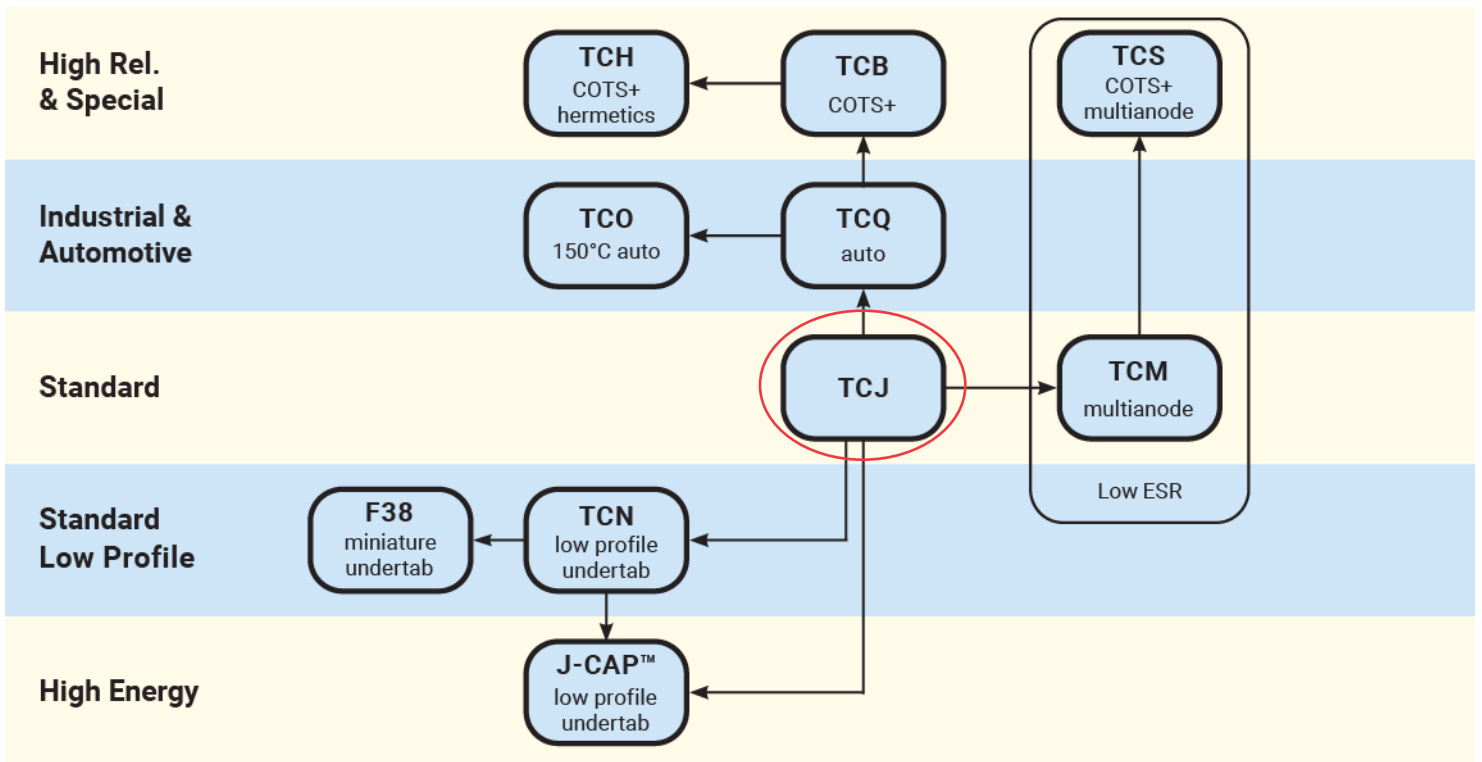 High Rel.
& Special
TCH
COTS+
hermetics
TCB
COTS+
TCS
COTS+
multianode
Industrial &
Automotive
TCO
150°C auto
TCQ
auto
Standard
TCJ
TCM
multianode
Low ESR
Standard
Low Profile
F38
miniature
undertab
TCN
low profile
undertab
High Energy
J-CAP™
low profile
undertab